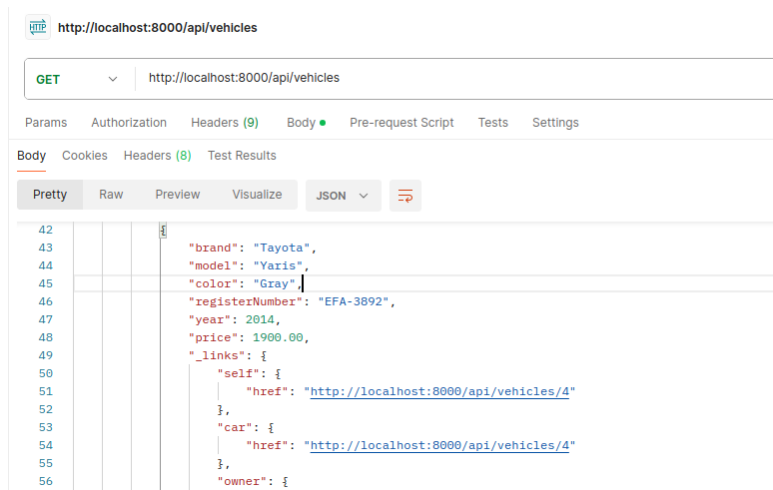 HTTP http://localhost:8000/api/vehicles
GET http://localhost:8000/api/vehicles
Params Authorization Headers (9) Body Pre-request Script Tests Settings
Body Cookies Headers (8) Test Results
Pretty Raw Preview Visualize JSON
42 {
43 "brand": "Tayota",
44 "model": "Yaris",
45 "color": "Gray",
46 "registerNumber": "EFA-3892",
47 "year": 2014,
48 "price": 1900.00,
49 "_links": {
50 "self": {
51 "href": "http://localhost:8000/api/vehicles/4"
52 },
53 "car": {
54 "href": "http://localhost:8000/api/vehicles/4"
55 },
56 "owner": {